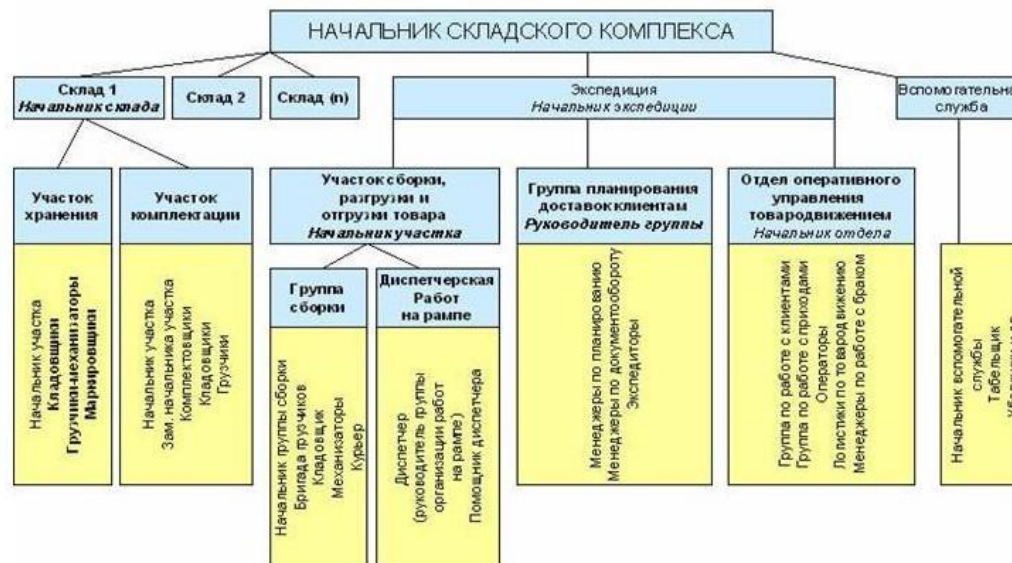 НАЧАЛЬНИК СКЛАДСКОГО КОМПЛЕКСА
Склад 1
Начальник склада
Склад 2
Склад (n)
Экспедиция
Начальник экспедиции
Вспомогательна
служба
Участок
хранения
Участок
комплектации
Участок сборки,
разгрузки и
отгрузки товара
Начальник участка
Группа планирования
доставок клиентам
Руководитель группы
Отдел оперативного
управления
товародвижением
Начальник отдела
Группа
сборки
Диспетчерская
Работ
на рампе
Начальник участка
Кладовщики
Грузчики-механизаторы
Маркировщики
Начальник участка
Зам. начальника участка
Комплектовщики
Кладовщики
Грузчики
Начальник группы сборки
Бригада грузчиков
Кладовщик
Механизаторы
Курьер
Диспетчер
(руководитель группы
организации работ
на рампе)
Помощник диспетчера
Менеджеры по планированию
Менеджеры по документообороту
Экспедиторы
Группа по работе с клиентами
Группа по работе с приходами
Операторы
Логистики по товародвижению
Менеджеры по работе с браком
Начальник вспомогательной
службы
Табельщик